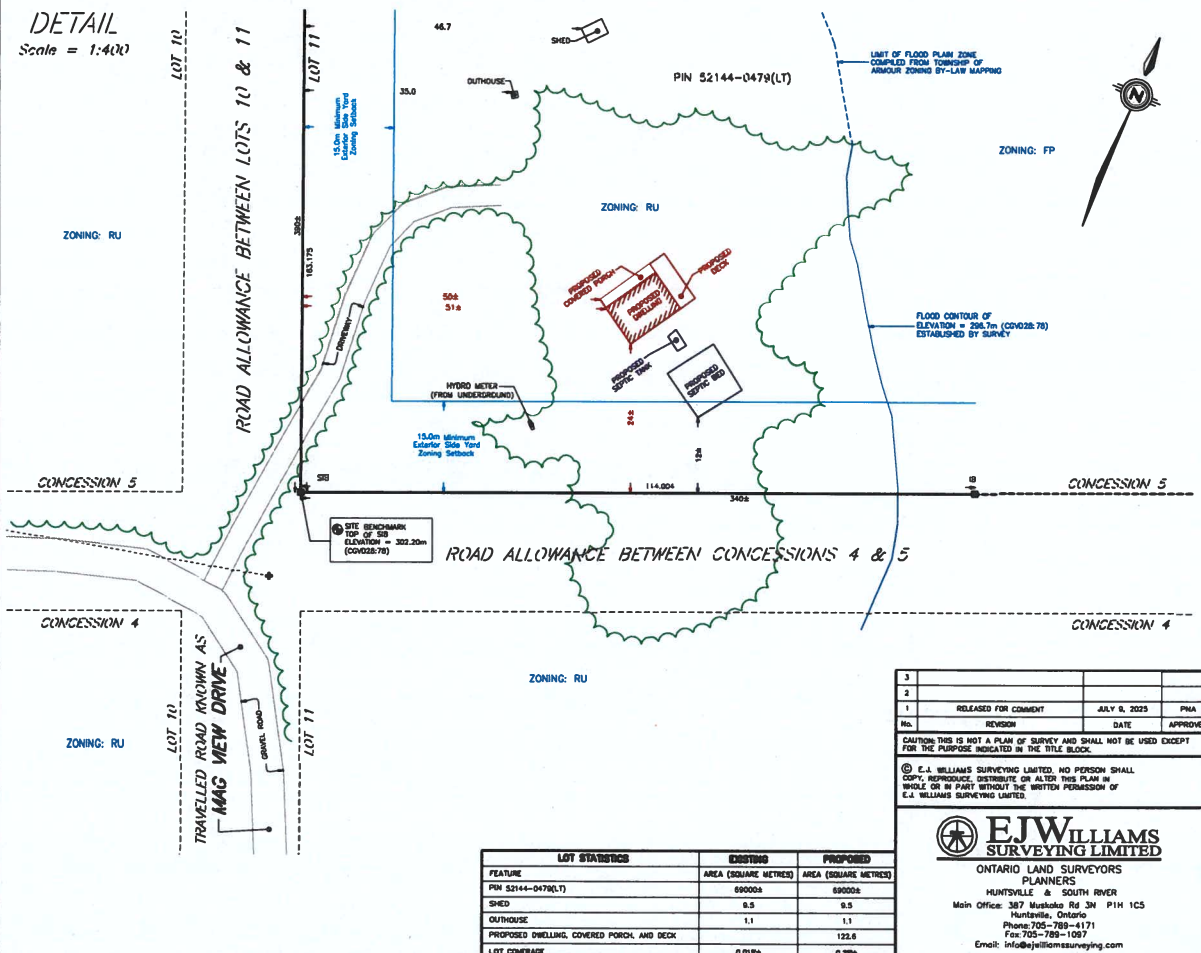 DETAIL
Scale = 1:400
LOT 10
ROAD ALLOWANCE BETWEEN LOTS 10 & 11
LOT 11
15.0m Minimum
Exterior Side Yard
Zoning Setback
46.7
35.0
SHED
OUTHOUSE
PIN 52144-0479(LT)
LIMIT OF FLOOD PLAIN ZONE
COMPILED FROM TOWNSHIP OF
ARMOUR ZONING BY-LAW MAPPING
N
ZONING: FP
ZONING: RU
ZONING: RU
390±
163.175
DRIVEWAY
50±
51±
PROPOSED
COVERED PORCH
PROPOSED
DECK
PROPOSED
DWELLING
FLOOD CONTOUR OF
ELEVATION = 296.7m (CGVD28:78)
ESTABLISHED BY SURVEY
PROPOSED
SEPTIC TANK
PROPOSED
SEPTIC BED
HYDRO METER
(FROM UNDERGROUND)
15.0m Minimum
Exterior Side Yard
Zoning Setback
24±
12±
CONCESSION 5
SIB
114.004
340±
IB
CONCESSION 5
SITE BENCHMARK
TOP OF SIB
ELEVATION = 302.20m
(CGVD28:78)
ROAD ALLOWANCE BETWEEN CONCESSIONS 4 & 5
CONCESSION 4
CONCESSION 4
TRAVELLED ROAD KNOWN AS
MAG VIEW DRIVE
GRAVEL ROAD
LOT 10
LOT 11
ZONING: RU
ZONING: RU
3
2
1 RELEASED FOR COMMENT JULY 9, 2025 PNA
No. REVISION DATE APPROVE
CAUTION: THIS IS NOT A PLAN OF SURVEY AND SHALL NOT BE USED EXCEPT
FOR THE PURPOSE INDICATED IN THE TITLE BLOCK.
© E.J. WILLIAMS SURVEYING LIMITED. NO PERSON SHALL
COPY, REPRODUCE, DISTRIBUTE OR ALTER THIS PLAN IN
WHOLE OR IN PART WITHOUT THE WRITTEN PERMISSION OF
E.J. WILLIAMS SURVEYING LIMITED.
EJWILLIAMS
SURVEYING LIMITED
ONTARIO LAND SURVEYORS
PLANNERS
HUNTSVILLE & SOUTH RIVER
Main Office: 387 Muskoka Rd 3N P1H 1C5
Huntsville, Ontario
Phone:705-789-4171
Fax:705-789-1097
Email: info@ejwilliamssurveying.com
LOT STATISTICS EXISTING PROPOSED
FEATURE AREA (SQUARE METRES) AREA (SQUARE METRES)
PIN 52144-0479(LT) 69000± 69000±
SHED 9.5 9.5
OUTHOUSE 1.1 1.1
PROPOSED DWELLING, COVERED PORCH, AND DECK 122.6
LOT COVERAGE